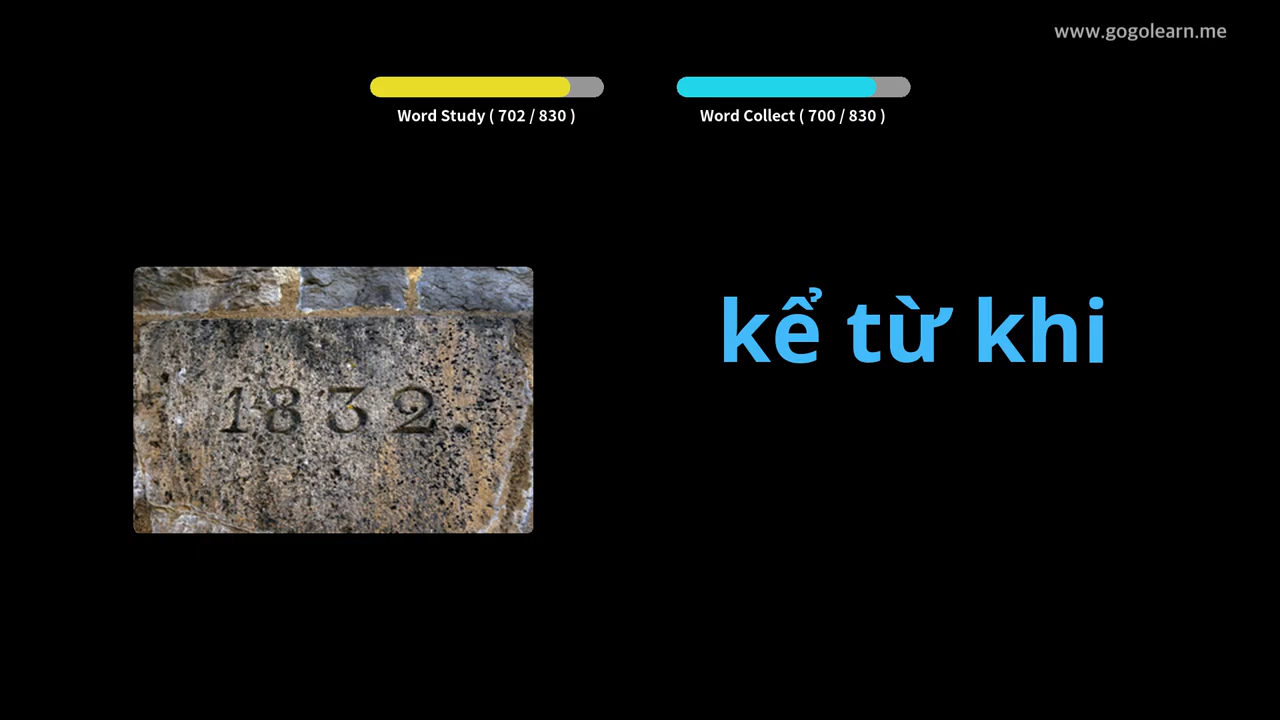 www.gogolearn.me
Word Study ( 702 / 830 )
Word Collect ( 700 / 830 )
1832.
kể từ khi